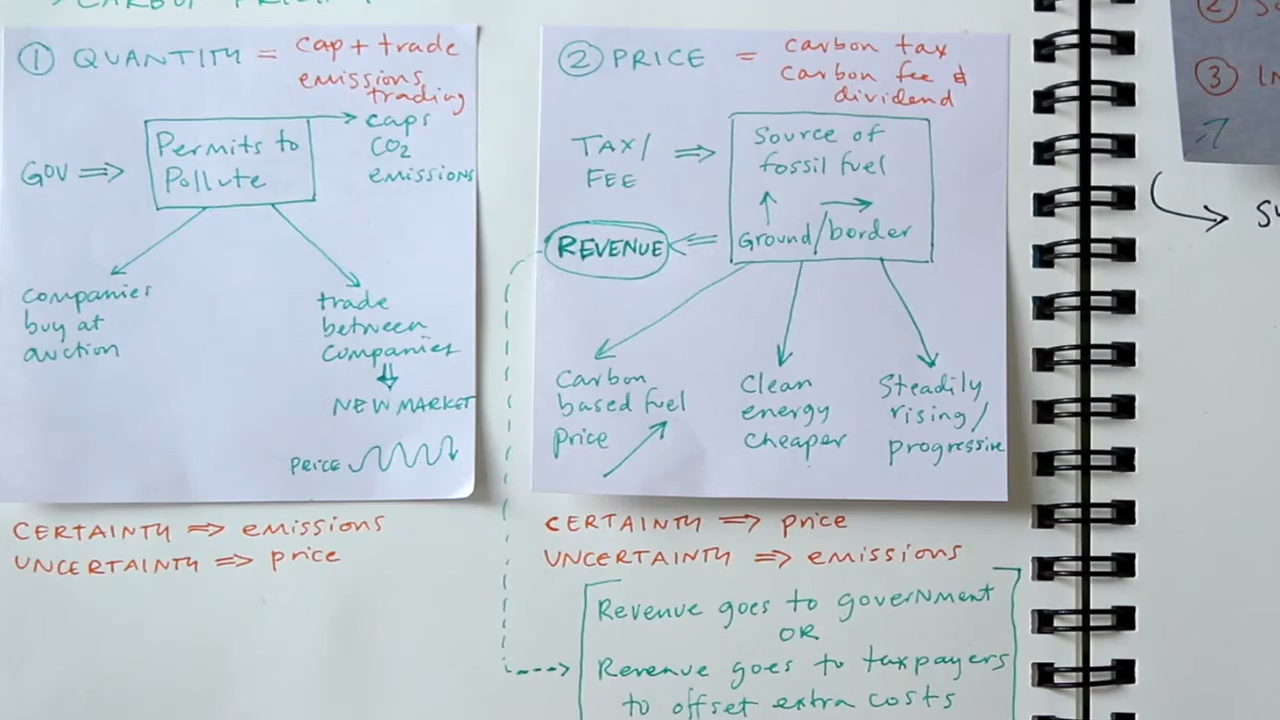 ① QUANTITY = cap + trade
emissions
trading
GOV ⇒ Permits to
Pollute
→ caps
CO2
emissions
companies
buy at
auction
trade
between
companies
NEW MARKET
PRICE
CERTAINTY ⇒ emissions
UNCERTAINTY ⇒ price
② PRICE = carbon tax
carbon fee &
dividend
TAX/
FEE
⇒ Source of
fossil fuel
Ground/border
REVENUE
Carbon
based fuel
price
Clean
energy
cheaper
Steadily
rising/
progressive
CERTAINTY ⇒ price
UNCERTAINTY ⇒ emissions
Revenue goes to government
OR
Revenue goes to taxpayers
to offset extra costs
②
③ IN